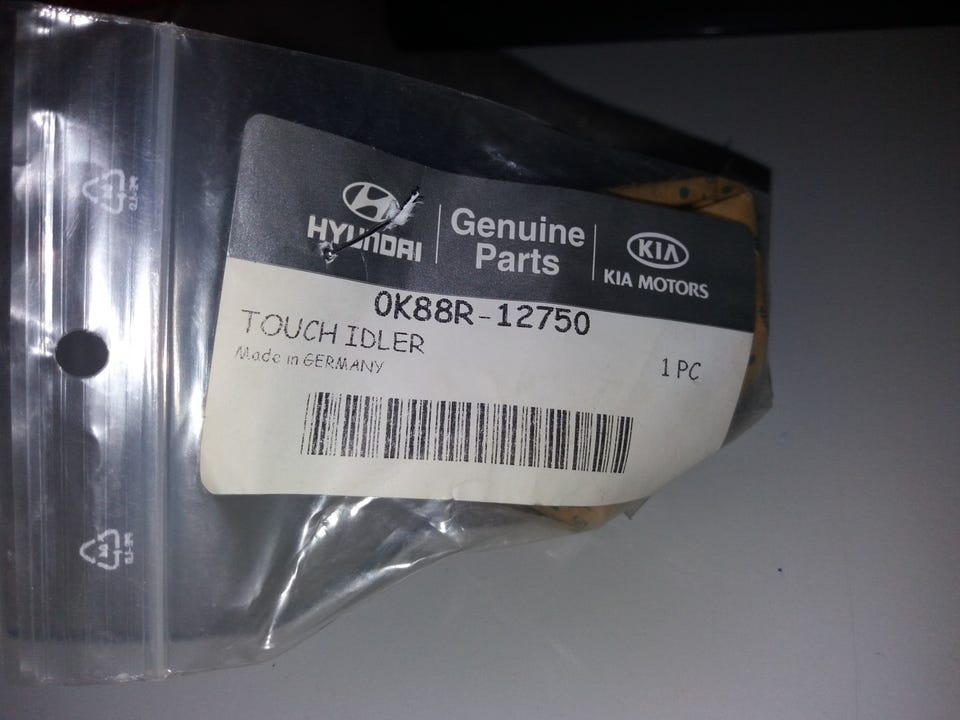 HYUNDAI
Genuine
Parts
KIA
KIA MOTORS
0K88R-12750
TOUCH IDLER
Made in GERMANY
1 PC